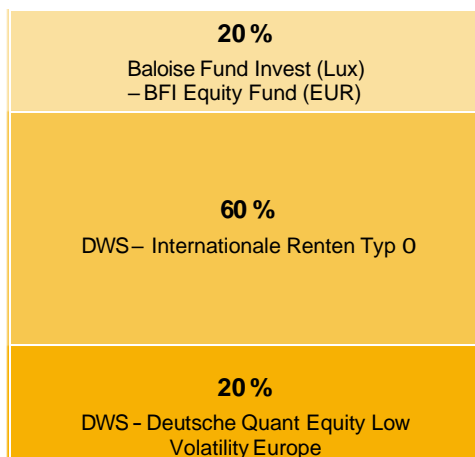 20 %
Baloise Fund Invest (Lux)
– BFI Equity Fund (EUR)
60 %
DWS – Internationale Renten Typ O
20 %
DWS - Deutsche Quant Equity Low
Volatility Europe